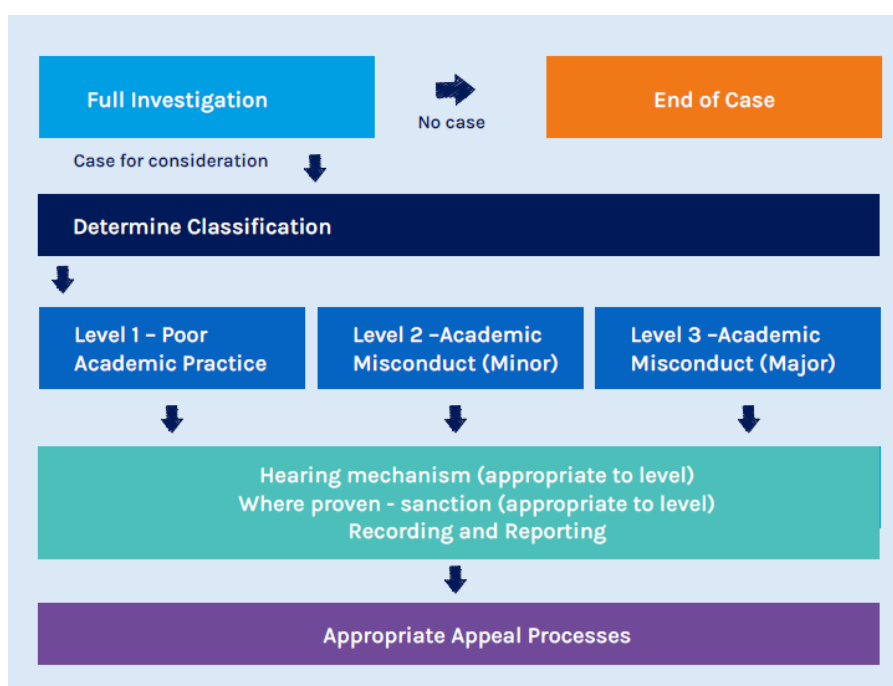 Full Investigation
No case
End of Case
Case for consideration
Determine Classification
Level 1 – Poor
Academic Practice
Level 2 –Academic
Misconduct (Minor)
Level 3 –Academic
Misconduct (Major)
Hearing mechanism (appropriate to level)
Where proven - sanction (appropriate to level)
Recording and Reporting
Appropriate Appeal Processes